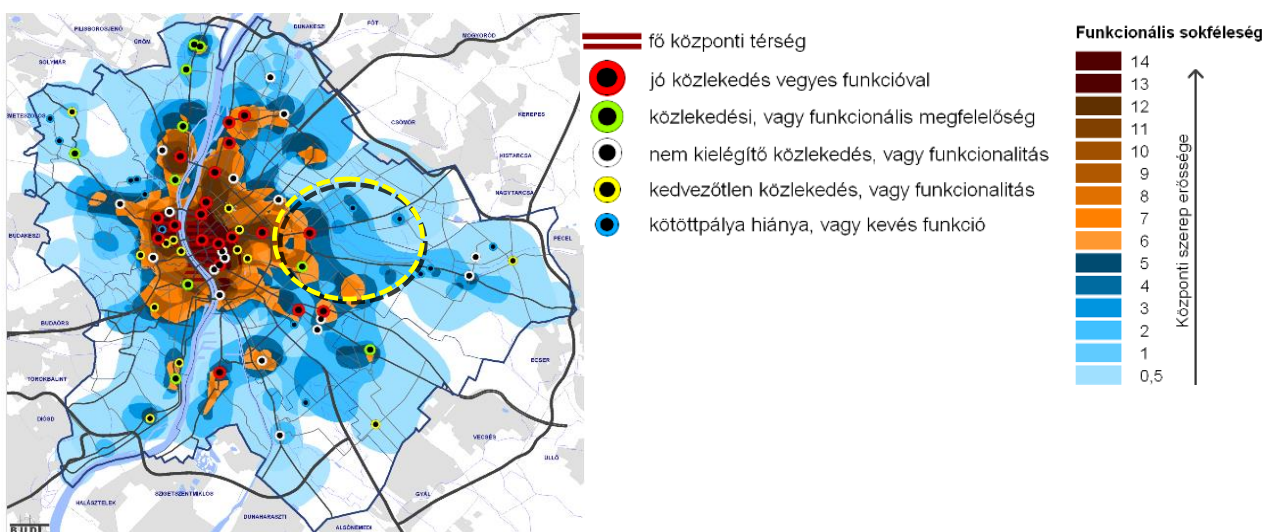 PILISBOROSJENŐ
DUNAKESZI
FÓT
ÜRÖM
MOGYORÓD
SOLYMÁR
CSÖMÖR
KEREPES
KISTARCSA
NAGYTARCSA
BUDAKESZI
PÉCEL
BUDAÖRS
ECSER
TÖRÖKBÁLINT
DIÓSD
VECSÉS
ÜLLŐ
GYÁL
HALÁSZTELEK
SZIGETSZENTMIKLÓS
DUNAHARASZTI
ALSÓNÉMEDI
fő központi térség
jó közlekedés vegyes funkcióval
közlekedési, vagy funkcionális megfelelőség
nem kielégítő közlekedés, vagy funkcionalitás
kedvezőtlen közlekedés, vagy funkcionalitás
kötöttpálya hiánya, vagy kevés funkció
Funkcionális sokféleség
14
13
12
11
10
9
8
7
6
5
4
3
2
1
0,5
Központi szerep erőssége